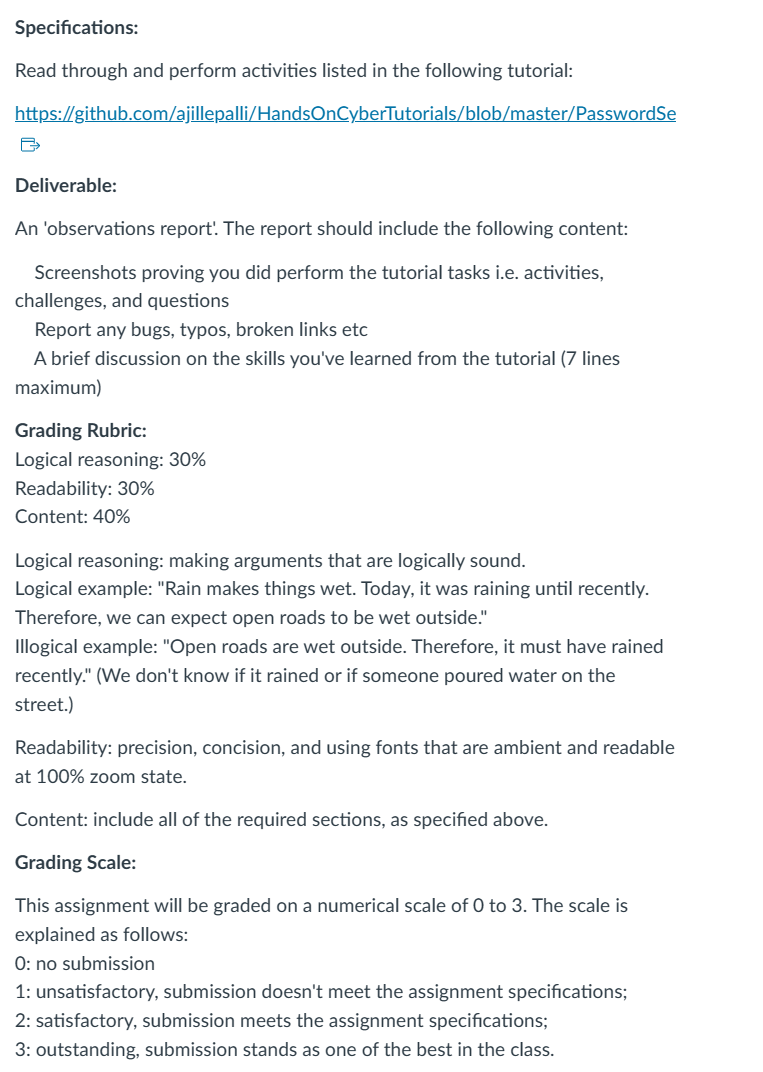 Specifications:
Read through and perform activities listed in the following tutorial:
https://github.com/ajillepalli/HandsOnCyberTutorials/blob/master/PasswordSe
Deliverable:
An 'observations report'. The report should include the following content:
Screenshots proving you did perform the tutorial tasks i.e. activities,
challenges, and questions
Report any bugs, typos, broken links etc
A brief discussion on the skills you've learned from the tutorial (7 lines
maximum)
Grading Rubric:
Logical reasoning: 30%
Readability: 30%
Content: 40%
Logical reasoning: making arguments that are logically sound.
Logical example: "Rain makes things wet. Today, it was raining until recently.
Therefore, we can expect open roads to be wet outside."
Illogical example: "Open roads are wet outside. Therefore, it must have rained
recently." (We don't know if it rained or if someone poured water on the
street.)
Readability: precision, concision, and using fonts that are ambient and readable
at 100% zoom state.
Content: include all of the required sections, as specified above.
Grading Scale:
This assignment will be graded on a numerical scale of 0 to 3. The scale is
explained as follows:
0: no submission
1: unsatisfactory, submission doesn't meet the assignment specifications;
2: satisfactory, submission meets the assignment specifications;
3: outstanding, submission stands as one of the best in the class.